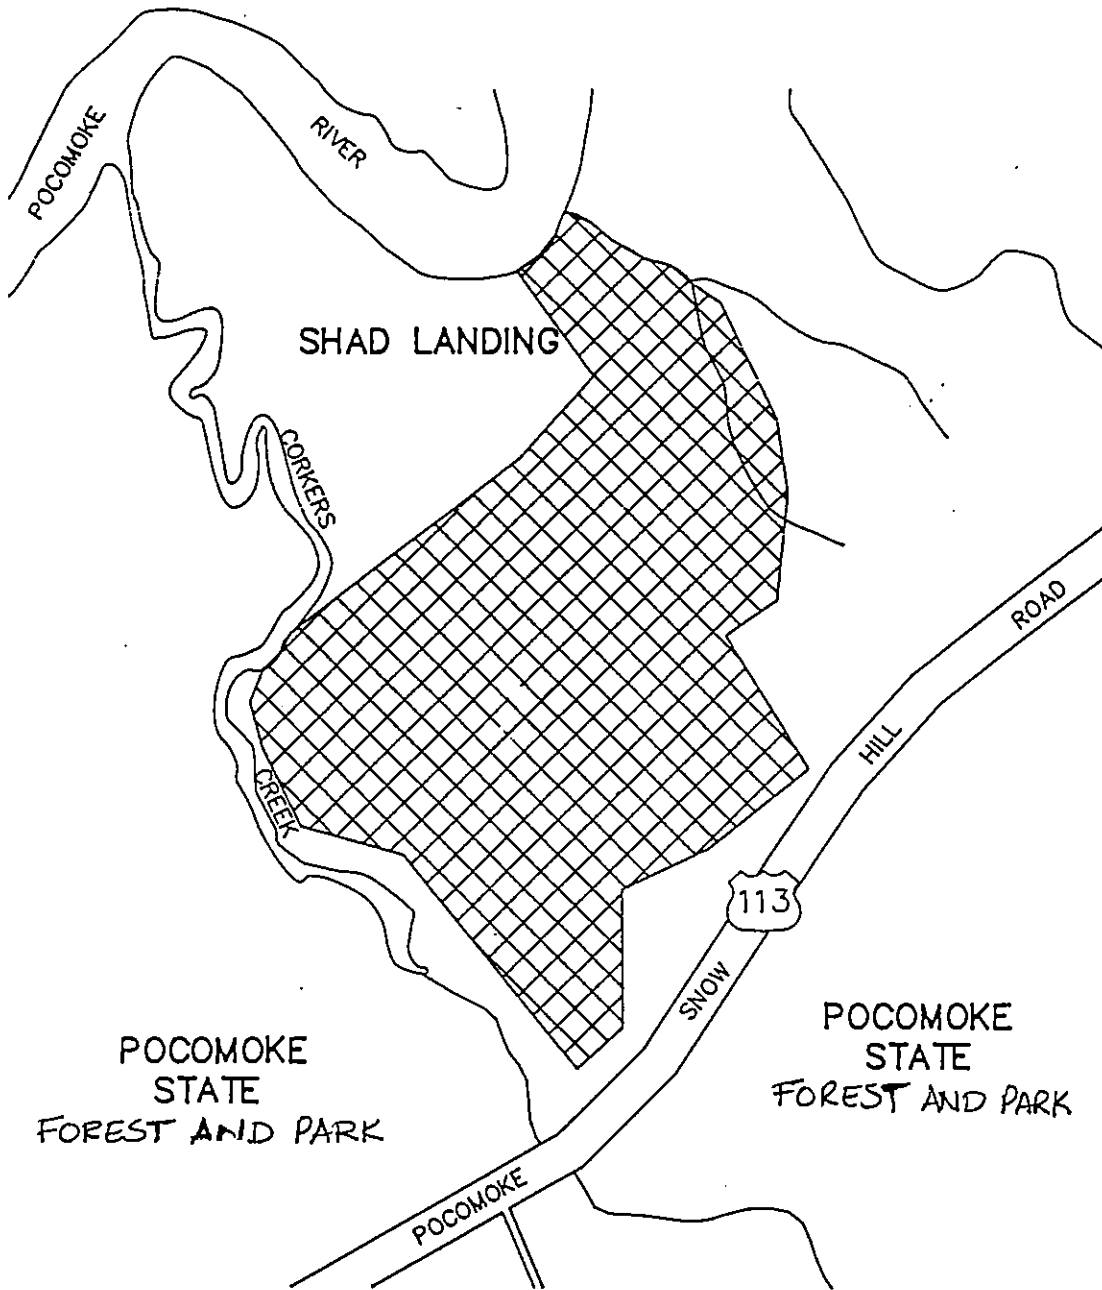 POCOMOKE
RIVER
SHAD LANDING
CORKERS
CREEK
ROAD
HILL
113
SNOW
POCOMOKE
POCOMOKE
STATE
FOREST AND PARK
POCOMOKE
STATE
FOREST AND PARK